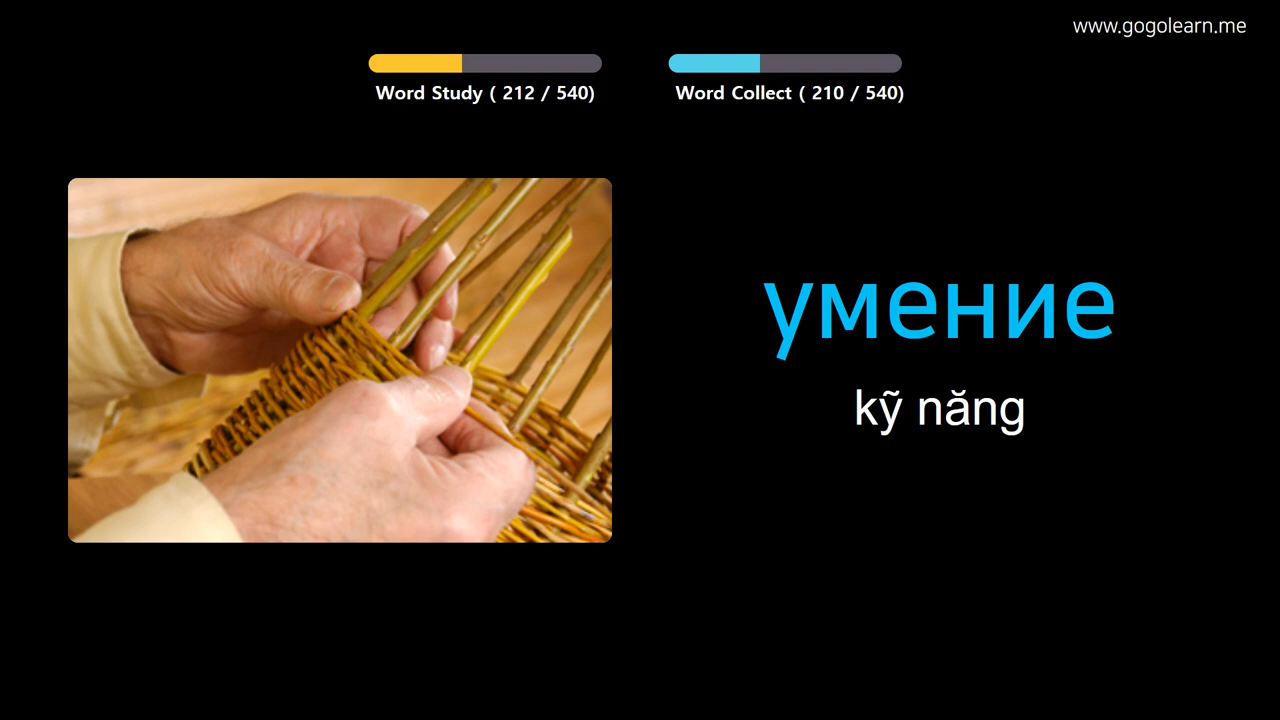 www.gogolearn.me
Word Study ( 212 / 540)
Word Collect ( 210 / 540)
умение
kỹ năng